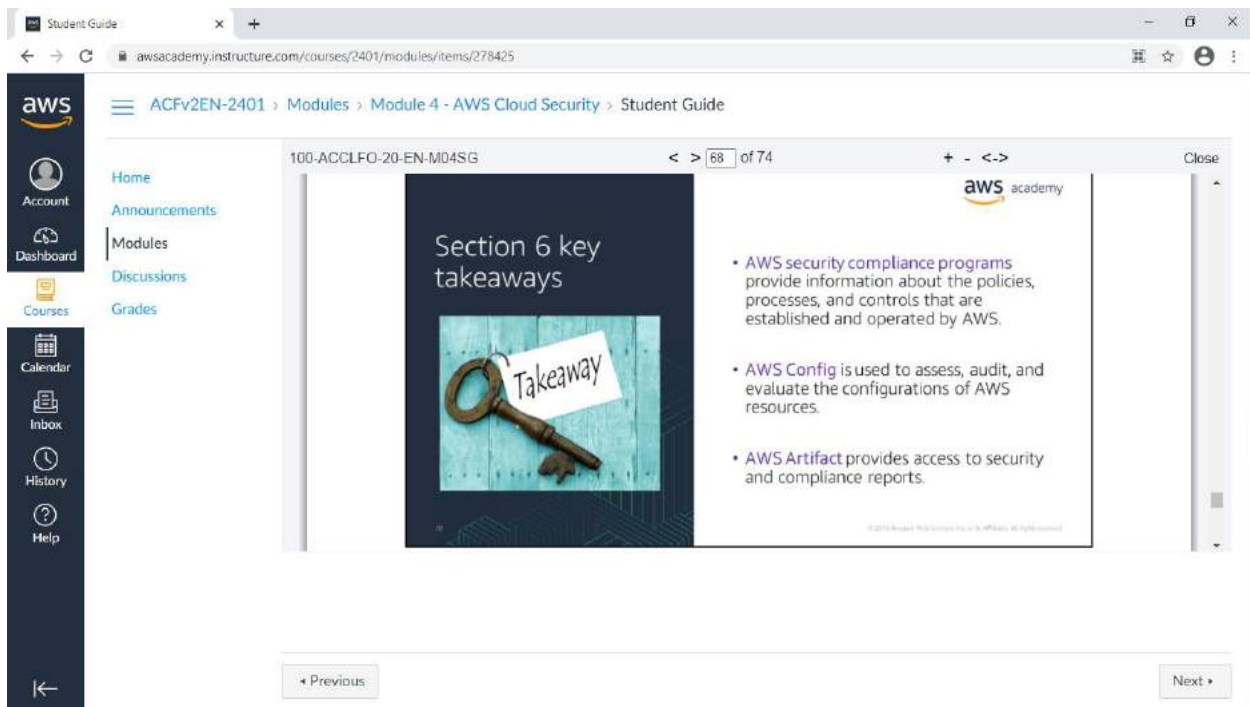 Student Guide
awsacademy.instructure.com/courses/2401/modules/items/278425
aws
ACFv2EN-2401 > Modules > Module 4 - AWS Cloud Security > Student Guide
Account
Dashboard
Courses
Calendar
Inbox
History
Help
Home
Announcements
Modules
Discussions
Grades
100-ACCLFO-20-EN-M04SG < > 68 of 74 + - <-> Close
aws academy
Section 6 key
takeaways
Takeaway
• AWS security compliance programs
provide information about the policies,
processes, and controls that are
established and operated by AWS.
• AWS Config is used to assess, audit, and
evaluate the configurations of AWS
resources.
• AWS Artifact provides access to security
and compliance reports.
Previous
Next